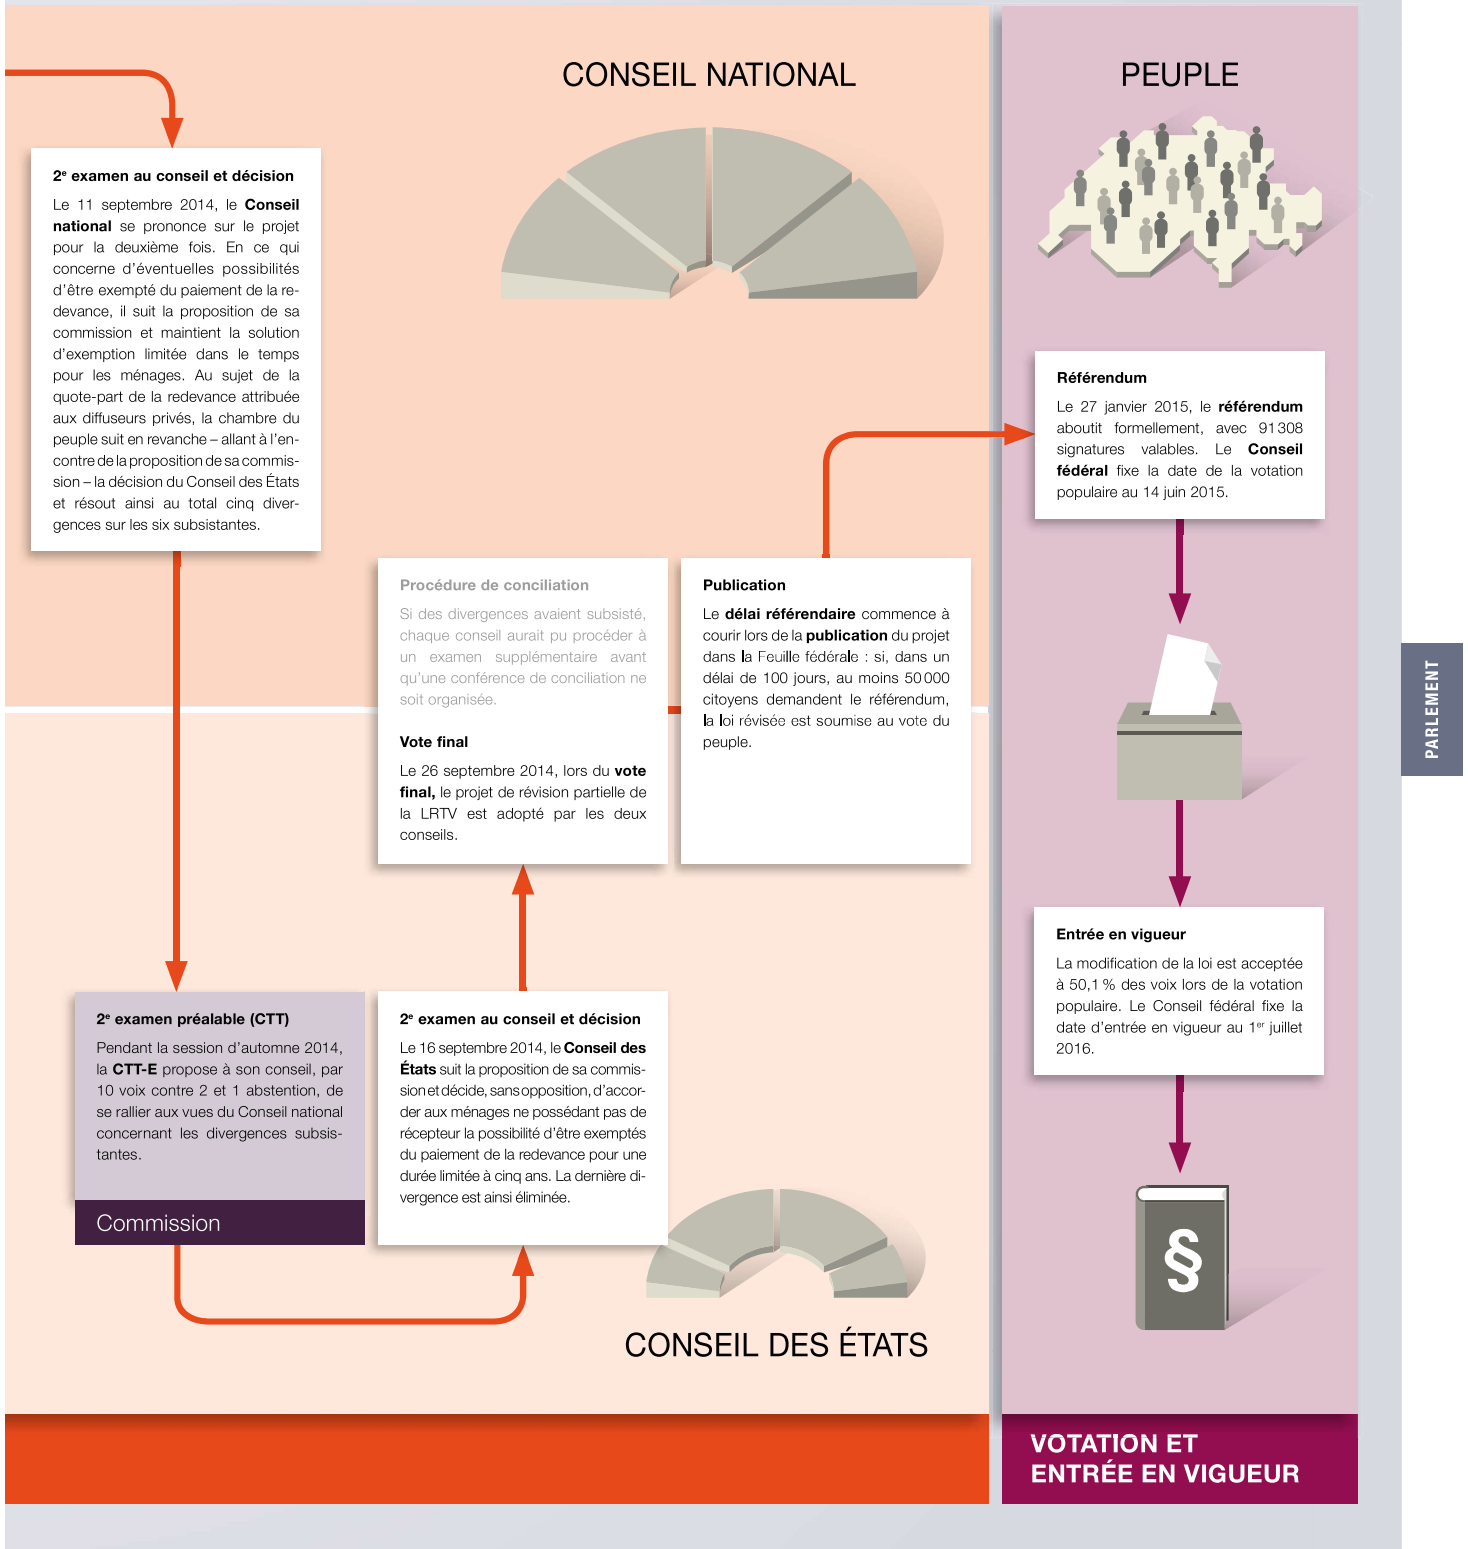 CONSEIL NATIONAL
2e examen au conseil et décision
Le 11 septembre 2014, le Conseil
national se prononce sur le projet
pour la deuxième fois. En ce qui
concerne d'éventuelles possibilités
d'être exempté du paiement de la re-
devance, il suit la proposition de sa
commission et maintient la solution
d'exemption limitée dans le temps
pour les ménages. Au sujet de la
quote-part de la redevance attribuée
aux diffuseurs privés, la chambre du
peuple suit en revanche – allant à l'en-
contre de la proposition de sa commis-
sion – la décision du Conseil des États
et résout ainsi au total cinq diver-
gences sur les six subsistantes.
2e examen préalable (CTT)
Pendant la session d'automne 2014,
la CTT-E propose à son conseil, par
10 voix contre 2 et 1 abstention, de
se rallier aux vues du Conseil national
concernant les divergences subsis-
tantes.
Commission
2e examen au conseil et décision
Le 16 septembre 2014, le Conseil des
États suit la proposition de sa commis-
sion et décide, sans opposition, d'accor-
der aux ménages ne possédant pas de
récepteur la possibilité d'être exemptés
du paiement de la redevance pour une
durée limitée à cinq ans. La dernière di-
vergence est ainsi éliminée.
CONSEIL DES ÉTATS
Procédure de conciliation
Si des divergences avaient subsisté,
chaque conseil aurait pu procéder à
un examen supplémentaire avant
qu'une conférence de conciliation ne
soit organisée.
Vote final
Le 26 septembre 2014, lors du vote
final, le projet de révision partielle de
la LRTV est adopté par les deux
conseils.
Publication
Le délai référendaire commence à
courir lors de la publication du projet
dans la Feuille fédérale : si, dans un
délai de 100 jours, au moins 50 000
citoyens demandent le référendum,
la loi révisée est soumise au vote du
peuple.
PEUPLE
Référendum
Le 27 janvier 2015, le référendum
aboutit formellement, avec 91 308
signatures valables. Le Conseil
fédéral fixe la date de la votation
populaire au 14 juin 2015.
Entrée en vigueur
La modification de la loi est acceptée
à 50,1 % des voix lors de la votation
populaire. Le Conseil fédéral fixe la
date d'entrée en vigueur au 1er juillet
2016.
§
VOTATION ET
ENTRÉE EN VIGUEUR
PARLEMENT